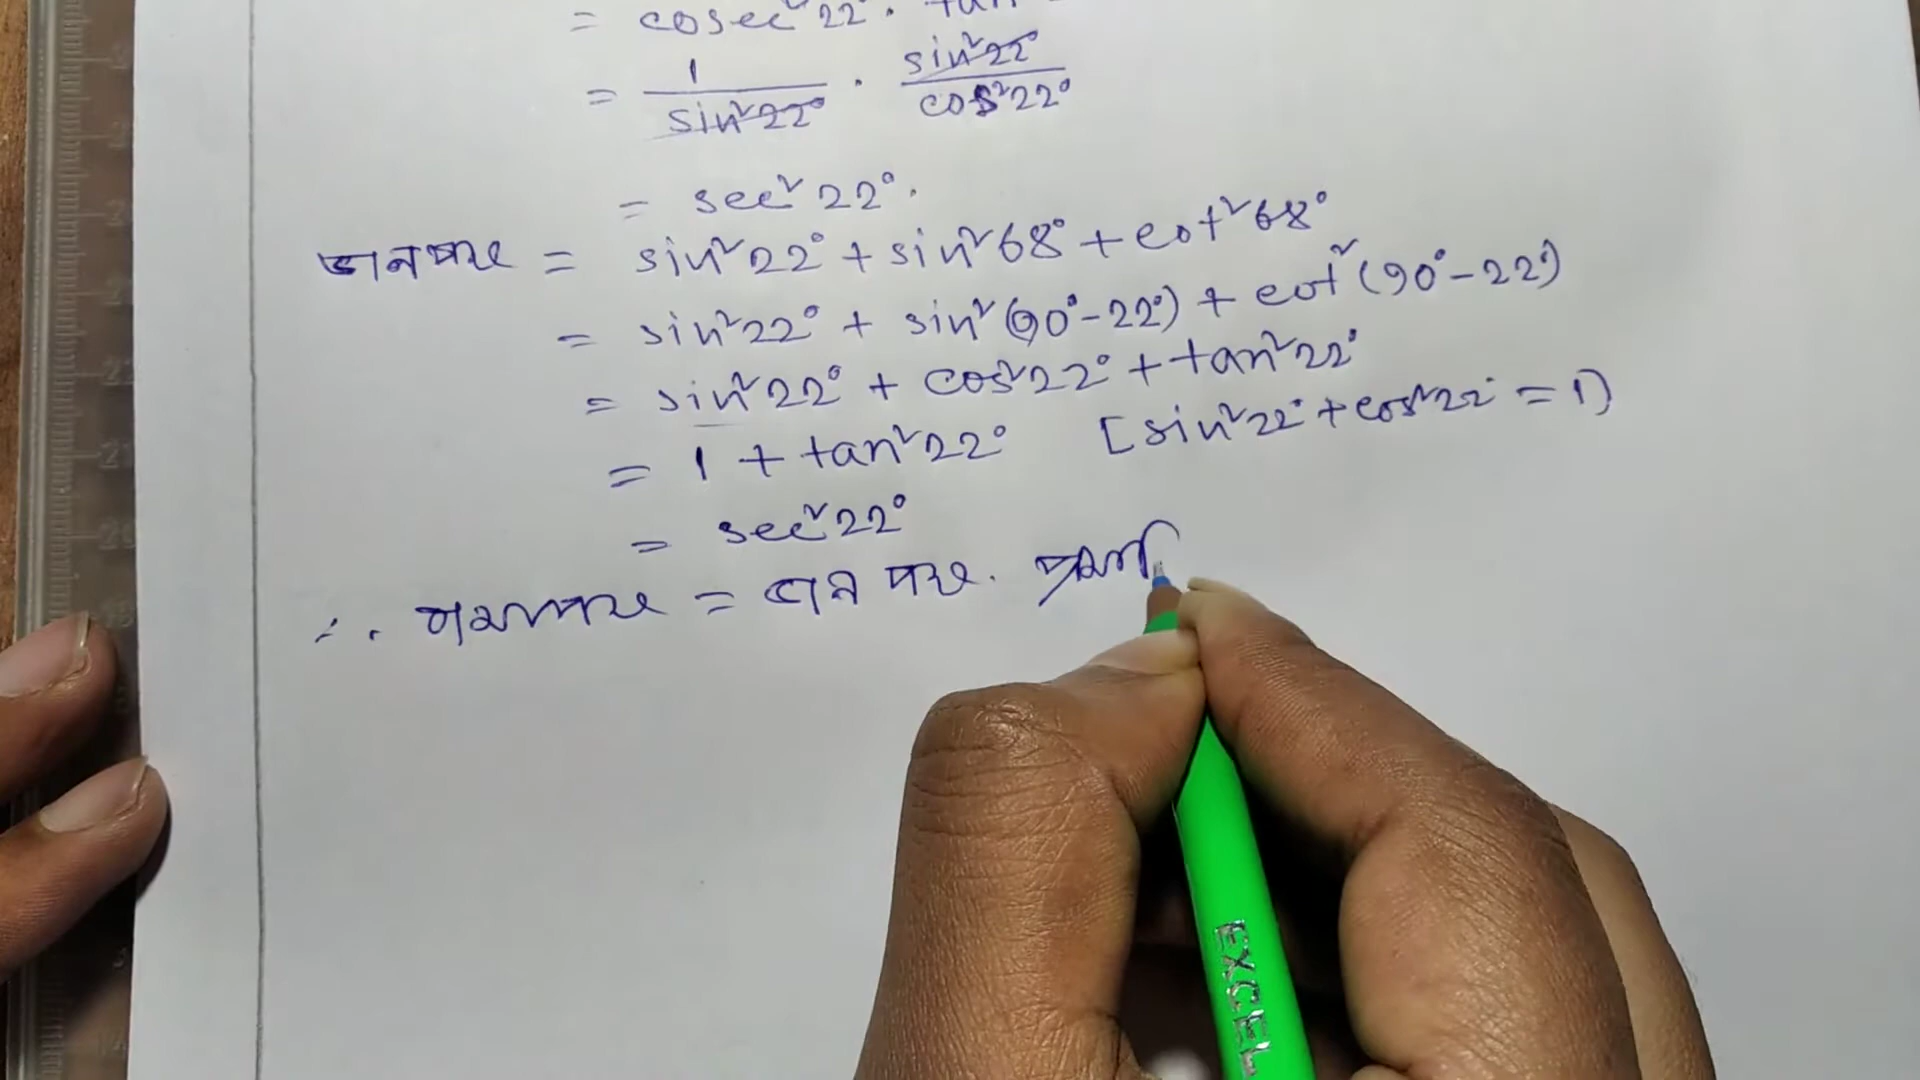 = cosec²22°. tan
= 1/sin²22° . sin²22°/cos²22°
= sec²22°.
ডানপক্ষ = sin²22° + sin²68° + cot²68°
= sin²22° + sin²(90°-22°) + cot²(90°-22°)
= sin²22° + cos²22° + tan²22°
= 1 + tan²22° [sin²22° + cos²22° = 1)
= sec²22°
∴ বামপক্ষ = ডানপক্ষ. প্রমা
EXCEL